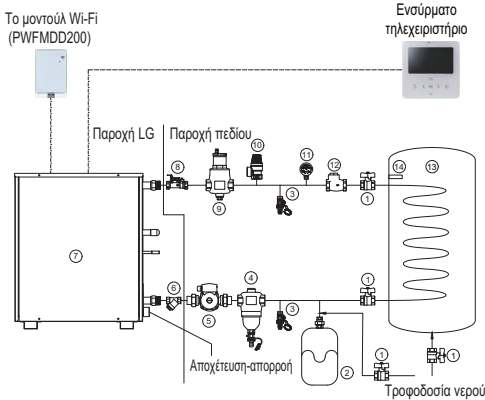 Το μοντούλ Wi-Fi
(PWFMDD200)
Ενσύρματο
τηλεχειριστήριο
Παροχή LG
Παροχή πεδίου
8
10
11
12
14
13
9
3
1
7
6
4
1
5
3
2
1
1
Αποχέτευση-απορροή
Τροφοδοσία νερού